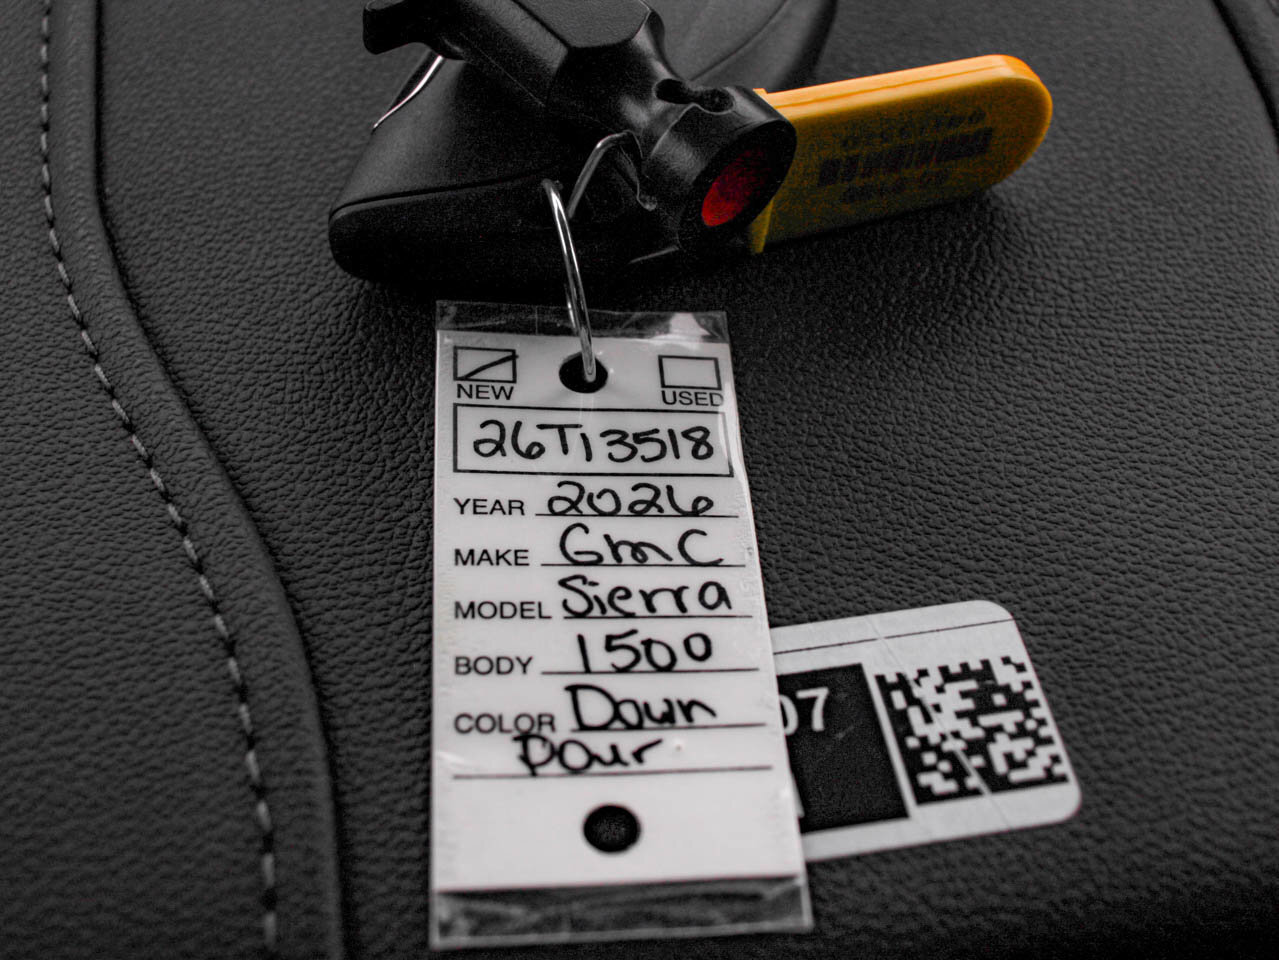 NEW USED
26T13518
YEAR 2026
MAKE GMC
MODEL Sierra
BODY 1500
COLOR Down
Pour
07